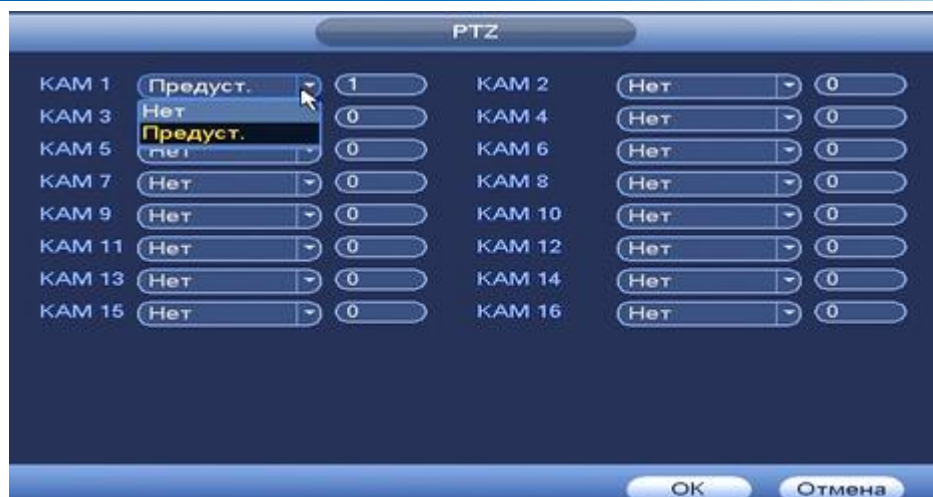 PTZ
КАМ 1 Предуст. 1 КАМ 2 Нет 0
КАМ 3 Нет 0 КАМ 4 Нет 0
Предуст.
КАМ 5 Нет 0 КАМ 6 Нет 0
КАМ 7 Нет 0 КАМ 8 Нет 0
КАМ 9 Нет 0 КАМ 10 Нет 0
КАМ 11 Нет 0 КАМ 12 Нет 0
КАМ 13 Нет 0 КАМ 14 Нет 0
КАМ 15 Нет 0 КАМ 16 Нет 0
ОК Отмена